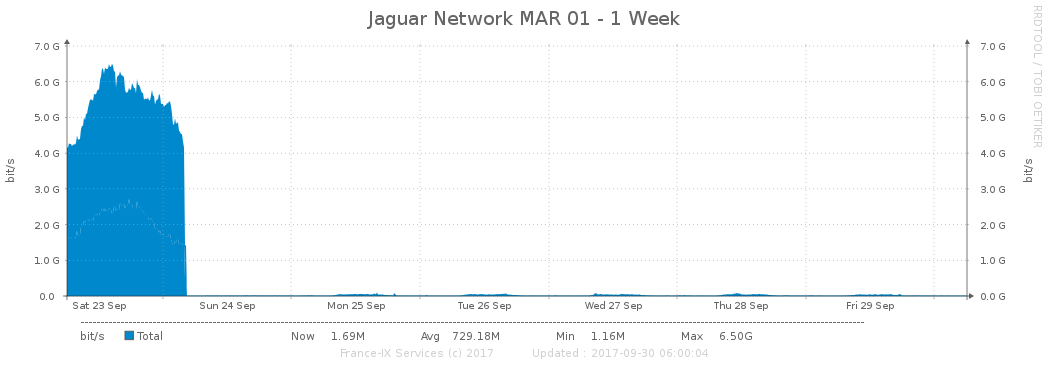 Jaguar Network MAR 01 - 1 Week
RRDTOOL / TOBI OETIKER
7.0 G 7.0 G
6.0 G 6.0 G
5.0 G 5.0 G
4.0 G 4.0 G
bit/s bit/s
3.0 G 3.0 G
2.0 G 2.0 G
1.0 G 1.0 G
0.0 0.0 G
Sat 23 Sep Sun 24 Sep Mon 25 Sep Tue 26 Sep Wed 27 Sep Thu 28 Sep Fri 29 Sep
bit/s Total Now 1.69M Avg 729.18M Min 1.16M Max 6.50G
France-IX Services (c) 2017 Updated : 2017-09-30 06:00:04